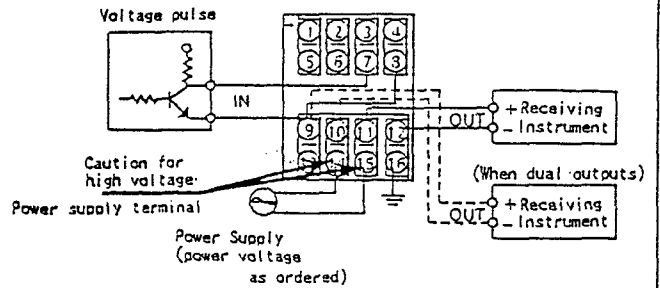 Voltage pulse
1 2 3 4
5 6 7 8
IN
9 10 11 12
15 16
+ Receiving
OUT
- Instrument
Caution for
high voltage
Power supply terminal
(When dual outputs)
+ Receiving
OUT
- Instrument
Power Supply
(power voltage
as ordered)